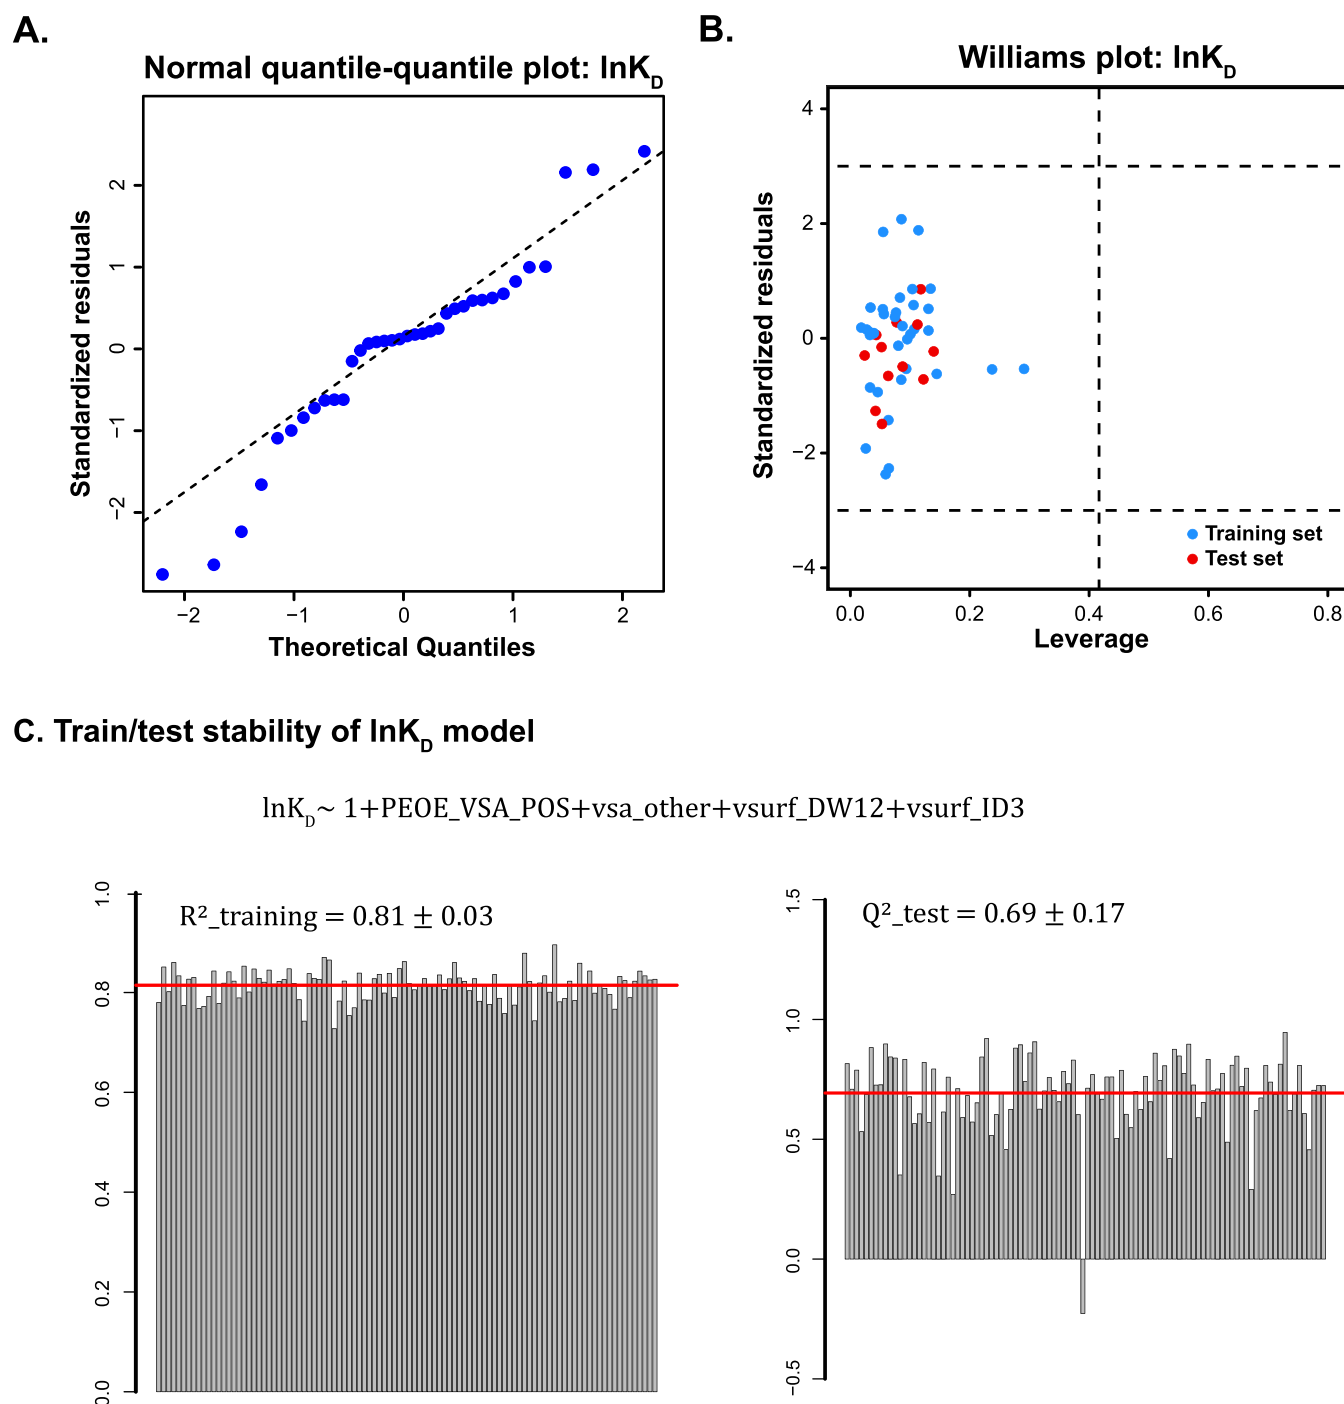 A.
Normal quantile-quantile plot: lnK_D
2
1
0
−1
−2
Standardized residuals
−2 −1 0 1 2
Theoretical Quantiles
B.
Williams plot: lnK_D
4
2
0
−2
−4
Standardized residuals
Training set
Test set
0.0 0.2 0.4 0.6 0.8
Leverage
C. Train/test stability of lnK_D model
lnK_D~ 1+PEOE_VSA_POS+vsa_other+vsurf_DW12+vsurf_ID3
R²_training = 0.81 ± 0.03
1.0
0.8
0.6
0.4
0.2
0.0
Q²_test = 0.69 ± 0.17
1.5
1.0
0.5
0.0
−0.5